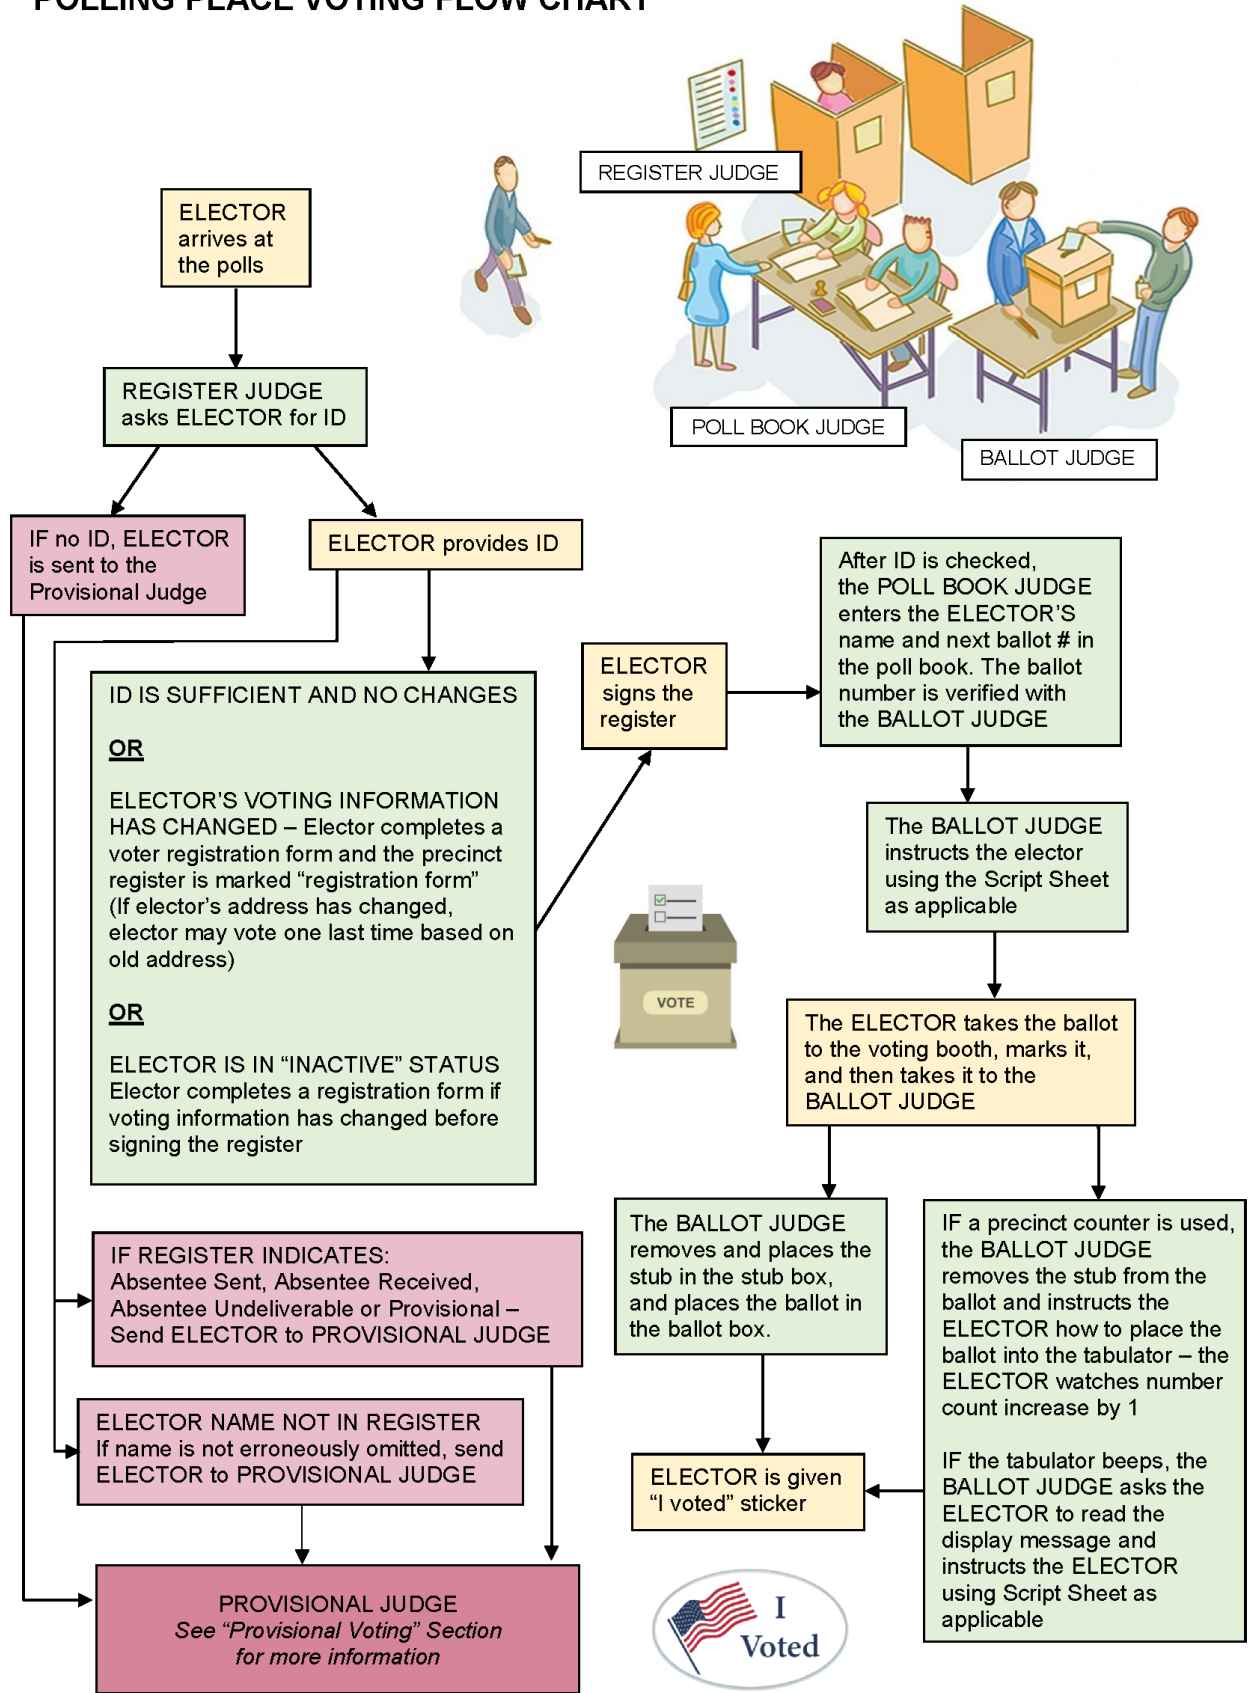 POLLING PLACE VOTING FLOW CHART
REGISTER JUDGE
POLL BOOK JUDGE
BALLOT JUDGE
ELECTOR
arrives at
the polls
REGISTER JUDGE
asks ELECTOR for ID
IF no ID, ELECTOR
is sent to the
Provisional Judge
ELECTOR provides ID
ID IS SUFFICIENT AND NO CHANGES
OR
ELECTOR’S VOTING INFORMATION
HAS CHANGED – Elector completes a
voter registration form and the precinct
register is marked “registration form”
(If elector’s address has changed,
elector may vote one last time based on
old address)
OR
ELECTOR IS IN “INACTIVE” STATUS
Elector completes a registration form if
voting information has changed before
signing the register
IF REGISTER INDICATES:
Absentee Sent, Absentee Received,
Absentee Undeliverable or Provisional –
Send ELECTOR to PROVISIONAL JUDGE
ELECTOR NAME NOT IN REGISTER
If name is not erroneously omitted, send
ELECTOR to PROVISIONAL JUDGE
PROVISIONAL JUDGE
See “Provisional Voting” Section
for more information
ELECTOR
signs the
register
After ID is checked,
the POLL BOOK JUDGE
enters the ELECTOR’S
name and next ballot # in
the poll book. The ballot
number is verified with
the BALLOT JUDGE
The BALLOT JUDGE
instructs the elector
using the Script Sheet
as applicable
VOTE
The ELECTOR takes the ballot
to the voting booth, marks it,
and then takes it to the
BALLOT JUDGE
The BALLOT JUDGE
removes and places the
stub in the stub box,
and places the ballot in
the ballot box.
IF a precinct counter is used,
the BALLOT JUDGE
removes the stub from the
ballot and instructs the
ELECTOR how to place the
ballot into the tabulator – the
ELECTOR watches number
count increase by 1
IF the tabulator beeps, the
BALLOT JUDGE asks the
ELECTOR to read the
display message and
instructs the ELECTOR
using Script Sheet as
applicable
ELECTOR is given
“I voted” sticker
I
Voted